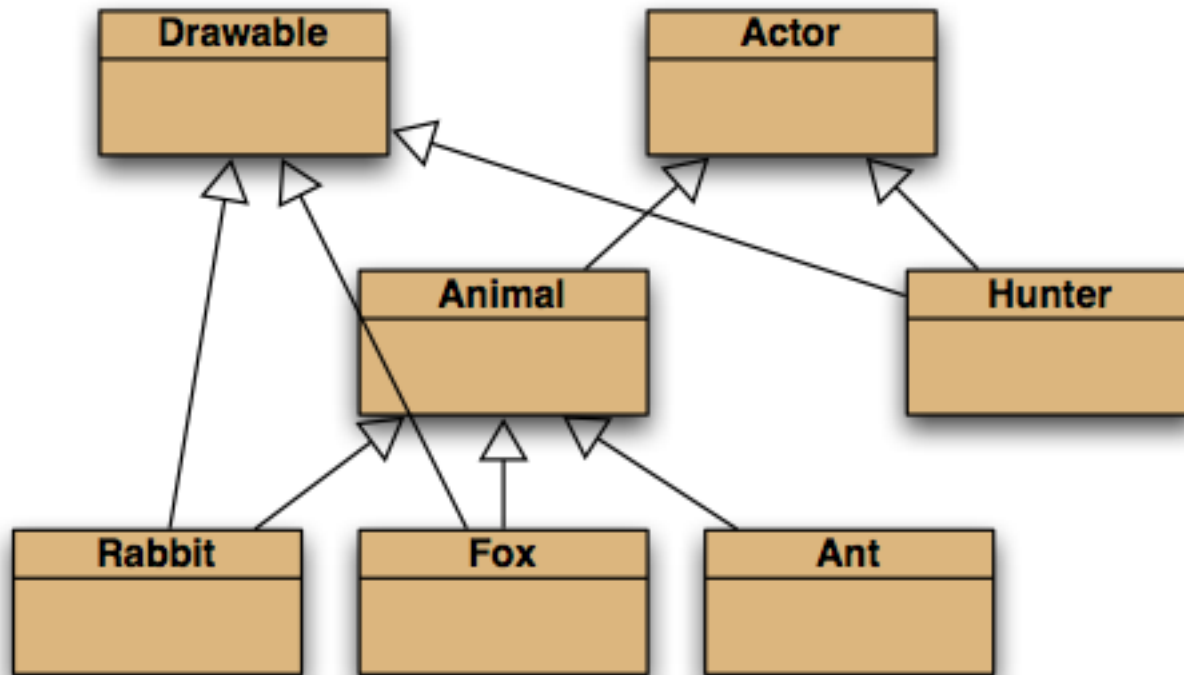 Drawable
Actor
Animal
Hunter
Rabbit
Fox
Ant